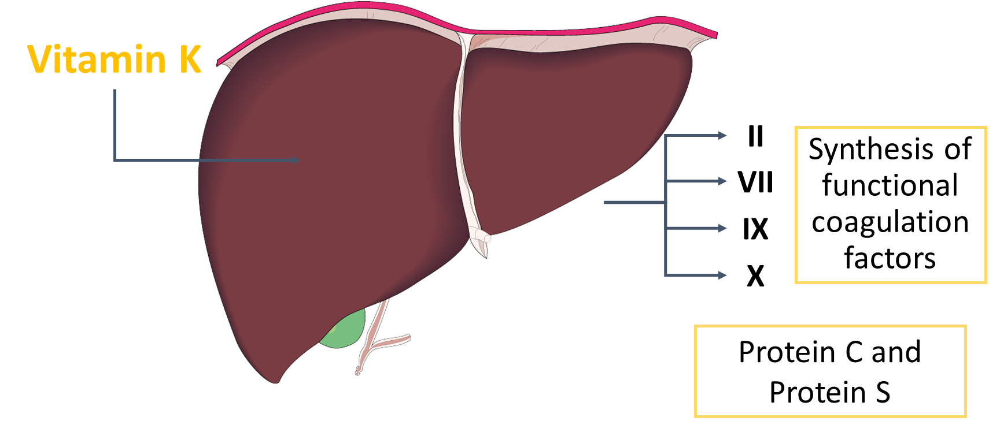 Vitamin K
II
VII
IX
X
Synthesis of
functional
coagulation
factors
Protein C and
Protein S